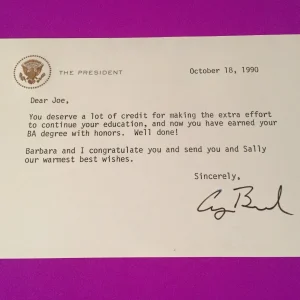 THE PRESIDENT
October 18, 1990
Dear Joe,
You deserve a lot of credit for making the extra effort
to continue your education, and now you have earned your
BA degree with honors. Well done!
Barbara and I congratulate you and send you and Sally
our warmest best wishes.
Sincerely,